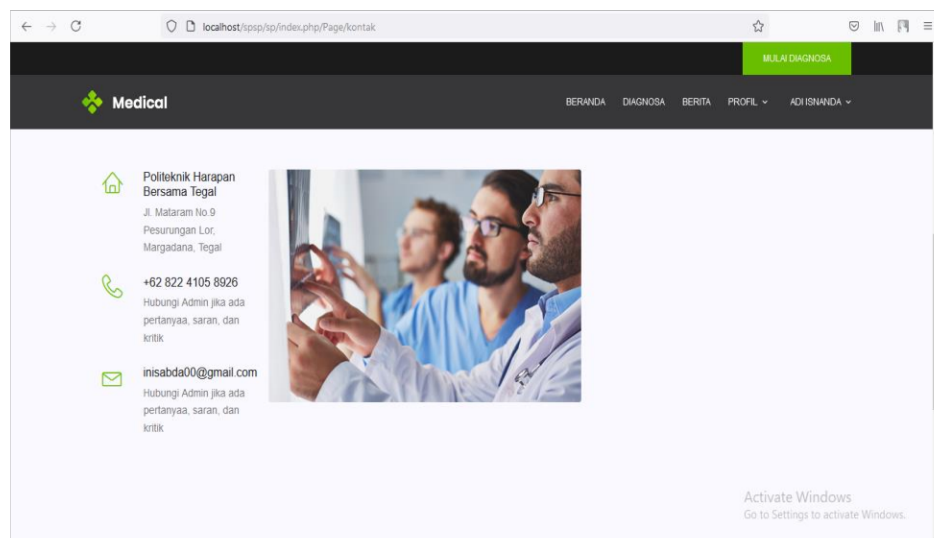 localhost/spsp/sp/index.php/Page/kontak
MULAI DIAGNOSA
Medical
BERANDA DIAGNOSA BERITA PROFIL ADI ISNANDA
Politeknik Harapan
Bersama Tegal
Jl. Mataram No.9
Pesurungan Lor,
Margadana, Tegal
+62 822 4105 8926
Hubungi Admin jika ada
pertanyaa, saran, dan
kritik
inisabda00@gmail.com
Hubungi Admin jika ada
pertanyaa, saran, dan
kritik
Activate Windows
Go to Settings to activate Windows.